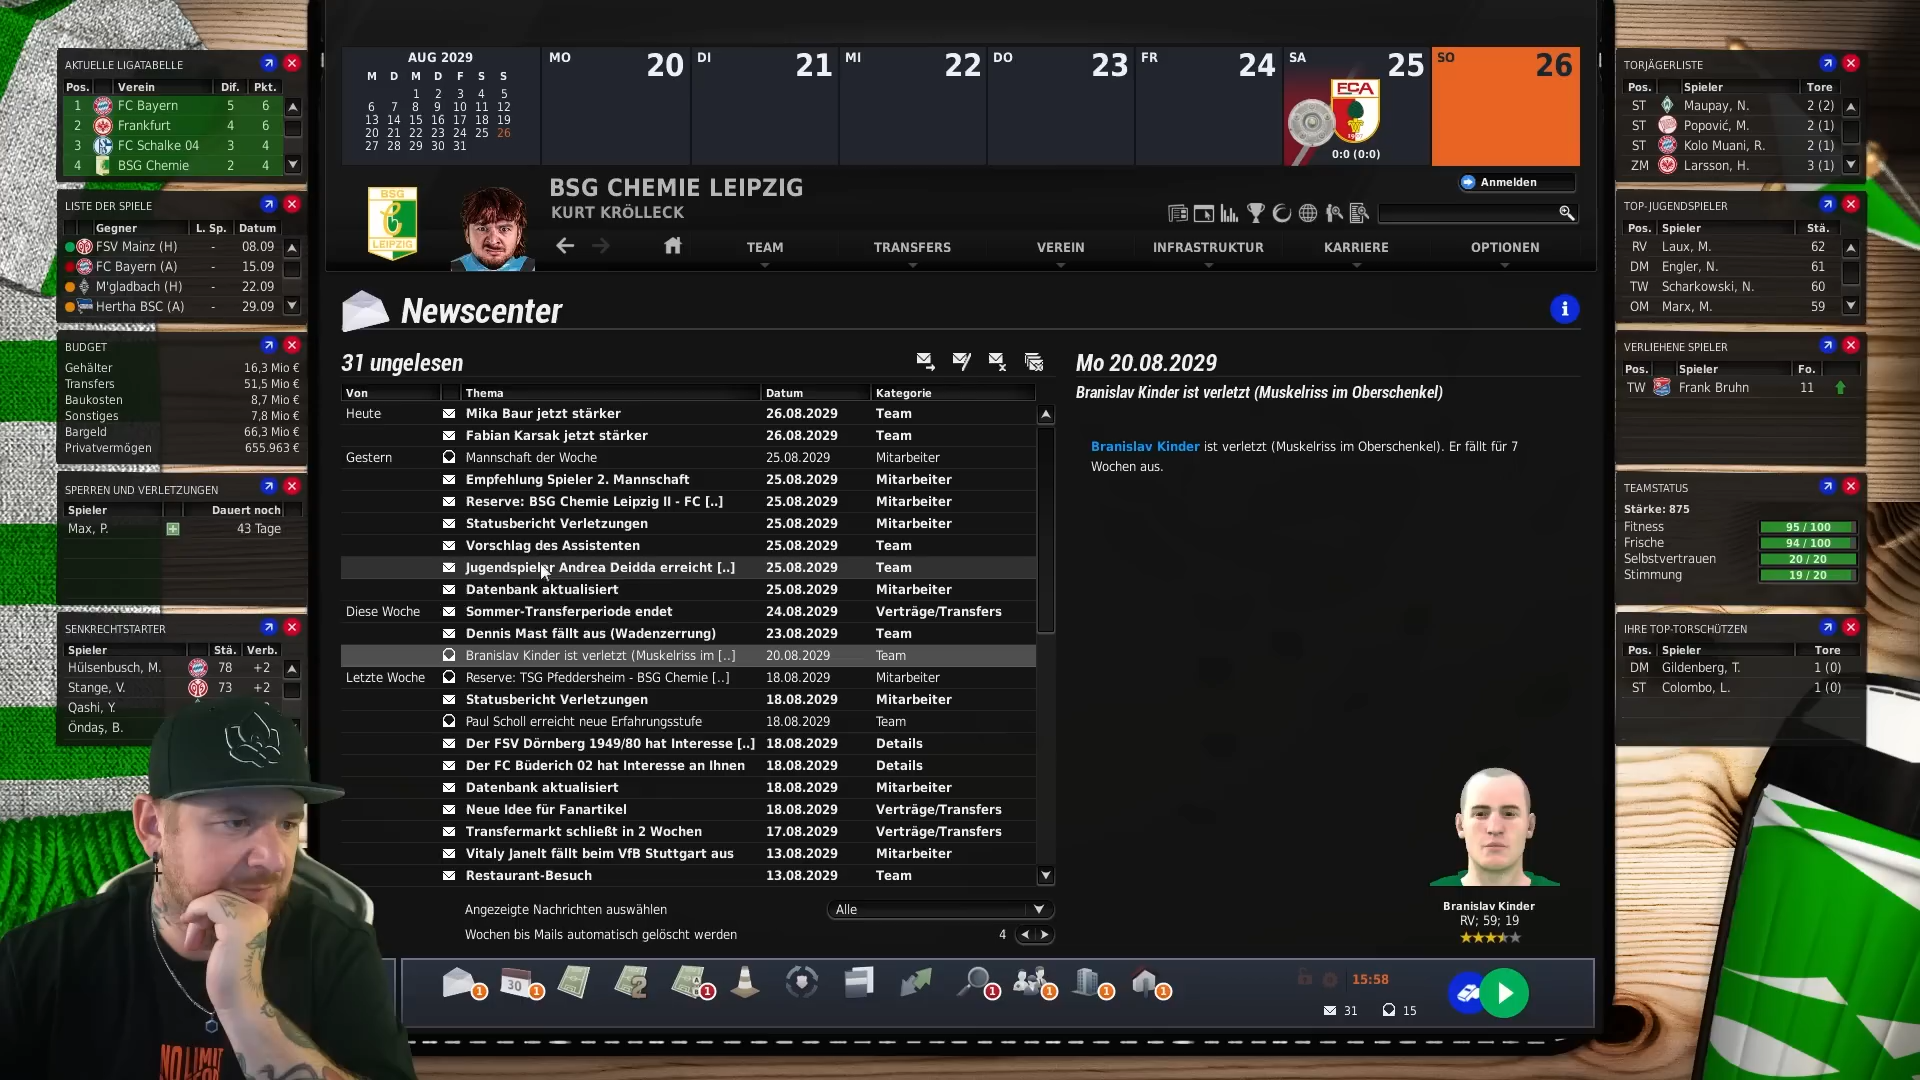 AKTUELLE LIGATABELLE
Pos. Verein Dif. Pkt.
1 FC Bayern 5 6
2 Frankfurt 4 6
3 FC Schalke 04 3 4
4 BSG Chemie 2 4
LISTE DER SPIELE
Gegner L. Sp. Datum
FSV Mainz (H) - 08.09
FC Bayern (A) - 15.09
M'gladbach (H) - 22.09
Hertha BSC (A) - 29.09
BUDGET
Gehälter 16,3 Mio €
Transfers 51,5 Mio €
Baukosten 8,7 Mio €
Sonstiges 7,8 Mio €
Bargeld 66,3 Mio €
Privatvermögen 655.963 €
SPERREN UND VERLETZUNGEN
Spieler Dauert noch
Max, P. 43 Tage
SENKRECHTSTARTER
Spieler Stä. Verb.
Hülsenbusch, M. 78 +2
Stange, V. 73 +2
Qashi, Y.
Öndaş, B.
NO LIMIT
AUG 2029
M D M D F S S
1 2 3 4 5
6 7 8 9 10 11 12
13 14 15 16 17 18 19
20 21 22 23 24 25 26
27 28 29 30 31
MO 20
DI 21
MI 22
DO 23
FR 24
SA 25
FCA
0:0 (0:0)
SO 26
BSG
LEIPZIG
BSG CHEMIE LEIPZIG
KURT KRÖLLECK
Anmelden
TEAM TRANSFERS VEREIN INFRASTRUKTUR KARRIERE OPTIONEN
Newscenter
31 ungelesen
Von Thema Datum Kategorie
Heute Mika Baur jetzt stärker 26.08.2029 Team
Fabian Karsak jetzt stärker 26.08.2029 Team
Gestern Mannschaft der Woche 25.08.2029 Mitarbeiter
Empfehlung Spieler 2. Mannschaft 25.08.2029 Mitarbeiter
Reserve: BSG Chemie Leipzig II - FC [..] 25.08.2029 Mitarbeiter
Statusbericht Verletzungen 25.08.2029 Mitarbeiter
Vorschlag des Assistenten 25.08.2029 Team
Jugendspieler Andrea Deidda erreicht [..] 25.08.2029 Team
Datenbank aktualisiert 25.08.2029 Mitarbeiter
Diese Woche Sommer-Transferperiode endet 24.08.2029 Verträge/Transfers
Dennis Mast fällt aus (Wadenzerrung) 23.08.2029 Team
Branislav Kinder ist verletzt (Muskelriss im [..] 20.08.2029 Team
Letzte Woche Reserve: TSG Pfeddersheim - BSG Chemie [..] 18.08.2029 Mitarbeiter
Statusbericht Verletzungen 18.08.2029 Mitarbeiter
Paul Scholl erreicht neue Erfahrungsstufe 18.08.2029 Team
Der FSV Dörnberg 1949/80 hat Interesse [..] 18.08.2029 Details
Der FC Büderich 02 hat Interesse an Ihnen 18.08.2029 Details
Datenbank aktualisiert 18.08.2029 Mitarbeiter
Neue Idee für Fanartikel 18.08.2029 Verträge/Transfers
Transfermarkt schließt in 2 Wochen 17.08.2029 Verträge/Transfers
Vitaly Janelt fällt beim VfB Stuttgart aus 13.08.2029 Mitarbeiter
Restaurant-Besuch 13.08.2029 Team
Angezeigte Nachrichten auswählen Alle
Wochen bis Mails automatisch gelöscht werden 4
Mo 20.08.2029
Branislav Kinder ist verletzt (Muskelriss im Oberschenkel)
Branislav Kinder ist verletzt (Muskelriss im Oberschenkel). Er fällt für 7
Wochen aus.
Branislav Kinder
RV; 59; 19
1 30 1 2 1 1 1 1 1
15:58
31 15
TORJÄGERLISTE
Pos. Spieler Tore
ST Maupay, N. 2 (2)
ST Popović, M. 2 (1)
ST Kolo Muani, R. 2 (1)
ZM Larsson, H. 3 (1)
TOP-JUGENDSPIELER
Pos. Spieler Stä.
RV Laux, M. 62
DM Engler, N. 61
TW Scharkowski, N. 60
OM Marx, M. 59
VERLIEHENE SPIELER
Pos. Spieler Fo.
TW Frank Bruhn 11
TEAMSTATUS
Stärke: 875
Fitness 95 / 100
Frische 94 / 100
Selbstvertrauen 20 / 20
Stimmung 19 / 20
IHRE TOP-TORSCHÜTZEN
Pos. Spieler Tore
DM Gildenberg, T. 1 (0)
ST Colombo, L. 1 (0)